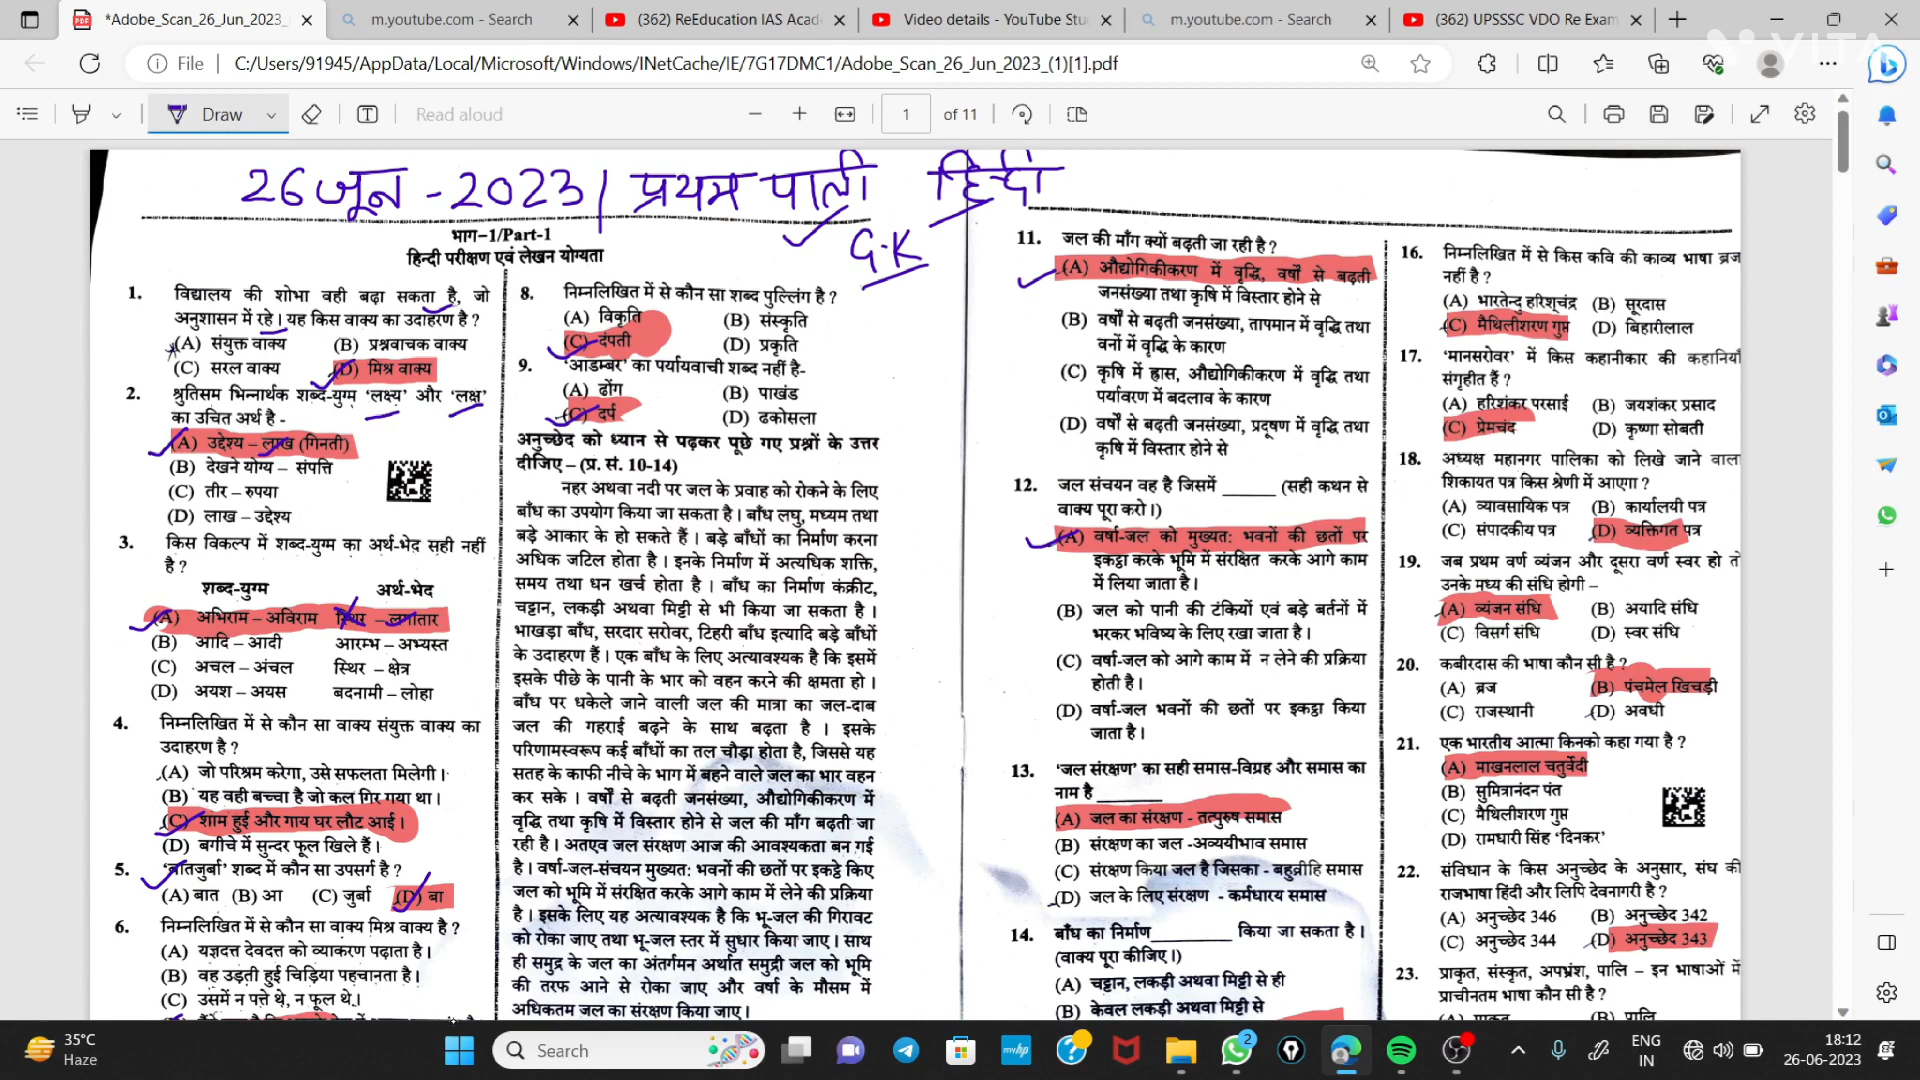 *Adobe_Scan_26_Jun_2023_
m.youtube.com - Search
(362) ReEducation IAS Acad
Video details - YouTube Stu
m.youtube.com - Search
(362) UPSSSC VDO Re Exam
File
C:/Users/91945/AppData/Local/Microsoft/Windows/INetCache/IE/7G17DMC1/Adobe_Scan_26_Jun_2023_(1)[1].pdf
VITA
Draw
Read aloud
1
of 11
26 जून - 2023 | प्रथम पाली हिन्दी
G.K
भाग-1/Part-1
हिन्दी परीक्षण एवं लेखन योग्यता
1. विद्यालय की शोभा वही बढ़ा सकता है, जो
अनुशासन में रहे। यह किस वाक्य का उदाहरण है ?
(A) संयुक्त वाक्य (B) प्रश्नवाचक वाक्य
(C) सरल वाक्य (D) मिश्र वाक्य
2. श्रुतिसम भिन्नार्थक शब्द-युग्म 'लक्ष्य' और 'लक्ष'
का उचित अर्थ है -
(A) उद्देश्य – लाख (गिनती)
(B) देखने योग्य – संपत्ति
(C) तीर – रुपया
(D) लाख – उद्देश्य
3. किस विकल्प में शब्द-युग्म का अर्थ-भेद सही नहीं
है ?
शब्द-युग्म अर्थ-भेद
(A) अभिराम – अविराम स्थिर – लगातार
(B) आदि – आदी आरम्भ – अभ्यस्त
(C) अचल – अंचल स्थिर – क्षेत्र
(D) अयश – अयस बदनामी – लोहा
4. निम्नलिखित में से कौन सा वाक्य संयुक्त वाक्य का
उदाहरण है ?
(A) जो परिश्रम करेगा, उसे सफलता मिलेगी।
(B) यह वही बच्चा है जो कल गिर गया था।
(C) शाम हुई और गाय घर लौट आई।
(D) बगीचे में सुन्दर फूल खिले हैं।
5. 'बातजुर्बा' शब्द में कौन सा उपसर्ग है ?
(A) बात (B) आ (C) जुर्बा (D) बा
6. निम्नलिखित में से कौन सा वाक्य मिश्र वाक्य है ?
(A) यज्ञदत्त देवदत्त को व्याकरण पढ़ाता है।
(B) वह उड़ती हुई चिड़िया पहचानता है।
(C) उसमें न पत्ते थे, न फूल थे।
8. निम्नलिखित में से कौन सा शब्द पुल्लिंग है ?
(A) विकृति (B) संस्कृति
(C) दंपती (D) प्रकृति
9. 'आडम्बर' का पर्यायवाची शब्द नहीं है-
(A) ढोंग (B) पाखंड
(C) दर्प (D) ढकोसला
अनुच्छेद को ध्यान से पढ़कर पूछे गए प्रश्नों के उत्तर
दीजिए – (प्र. सं. 10-14)
नहर अथवा नदी पर जल के प्रवाह को रोकने के लिए
बाँध का उपयोग किया जा सकता है। बाँध लघु, मध्यम तथा
बड़े आकार के हो सकते हैं। बड़े बाँधों का निर्माण करना
अधिक जटिल होता है। इनके निर्माण में अत्यधिक शक्ति,
समय तथा धन खर्च होता है। बाँध का निर्माण कंक्रीट,
चट्टान, लकड़ी अथवा मिट्टी से भी किया जा सकता है।
भाखड़ा बाँध, सरदार सरोवर, टिहरी बाँध इत्यादि बड़े बाँधों
के उदाहरण हैं। एक बाँध के लिए अत्यावश्यक है कि इसमें
इसके पीछे के पानी के भार को वहन करने की क्षमता हो।
बाँध पर धकेले जाने वाली जल की मात्रा का जल-दाब
जल की गहराई बढ़ने के साथ बढ़ता है। इसके
परिणामस्वरूप कई बाँधों का तल चौड़ा होता है, जिससे यह
सतह के काफी नीचे के भाग में बहने वाले जल का भार वहन
कर सके। वर्षों से बढ़ती जनसंख्या, औद्योगिकीकरण में
वृद्धि तथा कृषि में विस्तार होने से जल की माँग बढ़ती जा
रही है। अतएव जल संरक्षण आज की आवश्यकता बन गई
है। वर्षा-जल-संचयन मुख्यत: भवनों की छतों पर इकट्ठा किए
जल को भूमि में संरक्षित करके आगे काम में लेने की प्रक्रिया
है। इसके लिए यह अत्यावश्यक है कि भू-जल की गिरावट
को रोका जाए तथा भू-जल स्तर में सुधार किया जाए। साथ
ही समुद्र के जल का अंतर्गमन अर्थात समुद्री जल को भूमि
की तरफ आने से रोका जाए और वर्षा के मौसम में
अधिकतम जल का संरक्षण किया जाए।
11. जल की माँग क्यों बढ़ती जा रही है ?
(A) औद्योगिकीकरण में वृद्धि, वर्षों से बढ़ती
जनसंख्या तथा कृषि में विस्तार होने से
(B) वर्षों से बढ़ती जनसंख्या, तापमान में वृद्धि तथा
वनों में वृद्धि के कारण
(C) कृषि में ह्रास, औद्योगिकीकरण में वृद्धि तथा
पर्यावरण में बदलाव के कारण
(D) वर्षों से बढ़ती जनसंख्या, प्रदूषण में वृद्धि तथा
कृषि में विस्तार होने से
12. जल संचयन वह है जिसमें ______ (सही कथन से
वाक्य पूरा करो।)
(A) वर्षा-जल को मुख्यत: भवनों की छतों पर
इकट्ठा करके भूमि में संरक्षित करके आगे काम
में लिया जाता है।
(B) जल को पानी की टंकियों एवं बड़े बर्तनों में
भरकर भविष्य के लिए रखा जाता है।
(C) वर्षा-जल को आगे काम में न लेने की प्रक्रिया
होती है।
(D) वर्षा-जल भवनों की छतों पर इकट्ठा किया
जाता है।
13. 'जल संरक्षण' का सही समास-विग्रह और समास का
नाम है ______
(A) जल का संरक्षण - तत्पुरुष समास
(B) संरक्षण का जल - अव्ययीभाव समास
(C) संरक्षण किया जल है जिसका - बहुव्रीहि समास
(D) जल के लिए संरक्षण - कर्मधारय समास
14. बाँध का निर्माण ______ किया जा सकता है।
(वाक्य पूरा कीजिए।)
(A) चट्टान, लकड़ी अथवा मिट्टी से ही
(B) केवल लकड़ी अथवा मिट्टी से
16. निम्नलिखित में से किस कवि की काव्य भाषा ब्रज
नहीं है ?
(A) भारतेन्दु हरिश्चंद्र (B) सूरदास
(C) मैथिलीशरण गुप्त (D) बिहारीलाल
17. 'मानसरोवर' में किस कहानीकार की कहानियाँ
संगृहीत हैं ?
(A) हरिशंकर परसाई (B) जयशंकर प्रसाद
(C) प्रेमचंद (D) कृष्णा सोबती
18. अध्यक्ष महानगर पालिका को लिखे जाने वाला
शिकायत पत्र किस श्रेणी में आएगा ?
(A) व्यावसायिक पत्र (B) कार्यालयी पत्र
(C) संपादकीय पत्र (D) व्यक्तिगत पत्र
19. जब प्रथम वर्ण व्यंजन और दूसरा वर्ण स्वर हो तो
उनके मध्य की संधि होगी –
(A) व्यंजन संधि (B) अयादि संधि
(C) विसर्ग संधि (D) स्वर संधि
20. कबीरदास की भाषा कौन सी है ?
(A) ब्रज (B) पंचमेल खिचड़ी
(C) राजस्थानी (D) अवधी
21. एक भारतीय आत्मा किनको कहा गया है ?
(A) माखनलाल चतुर्वेदी
(B) सुमित्रानंदन पंत
(C) मैथिलीशरण गुप्त
(D) रामधारी सिंह 'दिनकर'
22. संविधान के किस अनुच्छेद के अनुसार, संघ की
राजभाषा हिंदी और लिपि देवनागरी है ?
(A) अनुच्छेद 346 (B) अनुच्छेद 342
(C) अनुच्छेद 344 (D) अनुच्छेद 343
23. प्राकृत, संस्कृत, अपभ्रंश, पालि – इन भाषाओं में
प्राचीनतम भाषा कौन सी है ?
(A) प्राकृत (B) पालि
35°C
Haze
Search
ENG
IN
18:12
26-06-2023